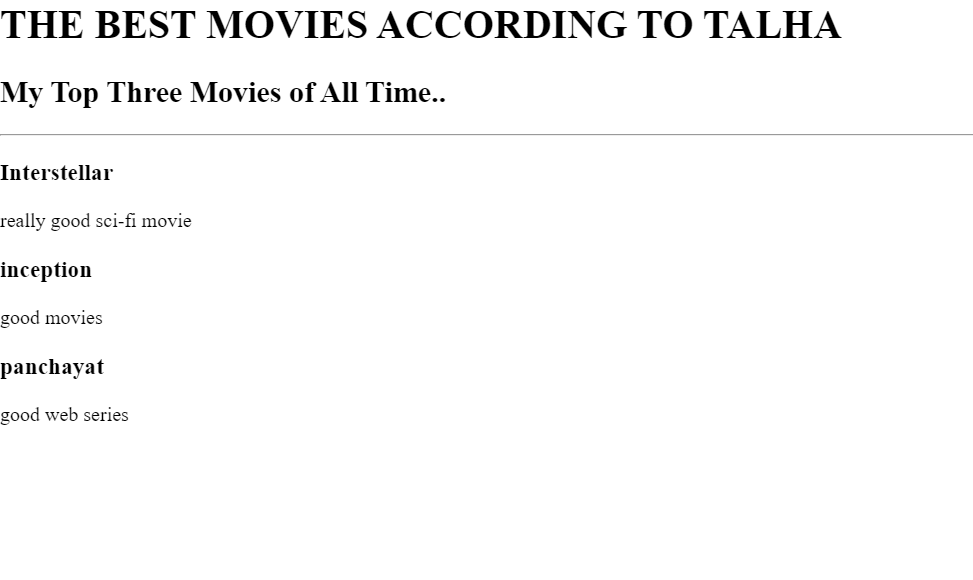 THE BEST MOVIES ACCORDING TO TALHA
My Top Three Movies of All Time..
Interstellar
really good sci-fi movie
inception
good movies
panchayat
good web series